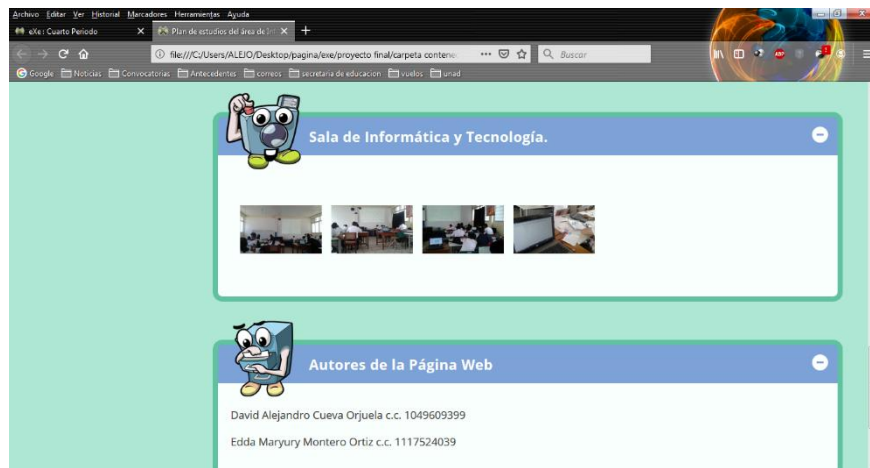 Archivo Editar Ver Historial Marcadores Herramientas Ayuda
eXe : Cuarto Periodo
Plan de estudios del área de Inf
file:///C:/Users/ALEJO/Desktop/pagina/exe/proyecto final/carpeta contene
Buscar
Google Noticias Convocatorias Antecedentes correos secretaria de educacion vuelos unad
Sala de Informática y Tecnología.
Autores de la Página Web
David Alejandro Cueva Orjuela c.c. 1049609399
Edda Maryury Montero Ortiz c.c. 1117524039